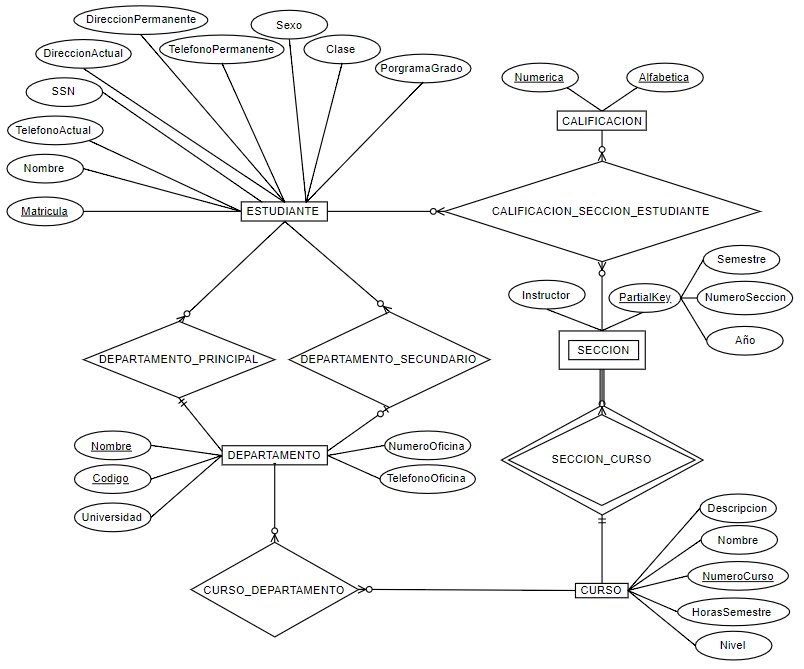 DireccionPermanente
Sexo
DireccionActual
TelefonoPermanente
Clase
PorgramaGrado
SSN
Numerica
Alfabetica
TelefonoActual
CALIFICACION
Nombre
Matricula
ESTUDIANTE
CALIFICACION_SECCION_ESTUDIANTE
Semestre
Instructor
PartialKey
NumeroSeccion
Año
SECCION
DEPARTAMENTO_PRINCIPAL
DEPARTAMENTO_SECUNDARIO
Nombre
NumeroOficina
DEPARTAMENTO
SECCION_CURSO
Codigo
TelefonoOficina
Universidad
Descripcion
Nombre
NumeroCurso
CURSO_DEPARTAMENTO
CURSO
HorasSemestre
Nivel